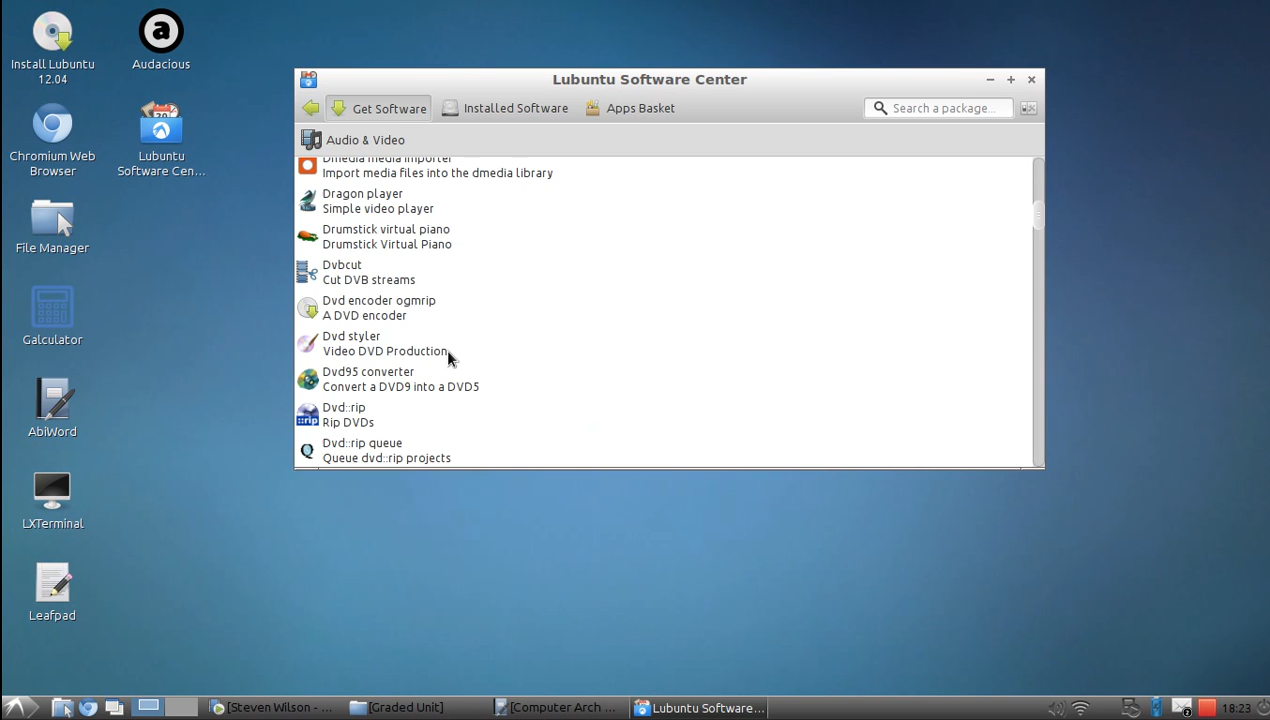 Install Lubuntu
12.04
Audacious
Chromium Web
Browser
Lubuntu
Software Cen...
File Manager
Galculator
AbiWord
LXTerminal
Leafpad
Lubuntu Software Center
Get Software
Installed Software
Apps Basket
Search a package...
Audio & Video
Dmedia media importer
Import media files into the dmedia library
Dragon player
Simple video player
Drumstick virtual piano
Drumstick Virtual Piano
Dvbcut
Cut DVB streams
Dvd encoder ogmrip
A DVD encoder
Dvd styler
Video DVD Production
Dvd95 converter
Convert a DVD9 into a DVD5
Dvd::rip
Rip DVDs
Dvd::rip queue
Queue dvd::rip projects
[Steven Wilson - ...
[Graded Unit]
[Computer Arch ...
Lubuntu Software...
18:23